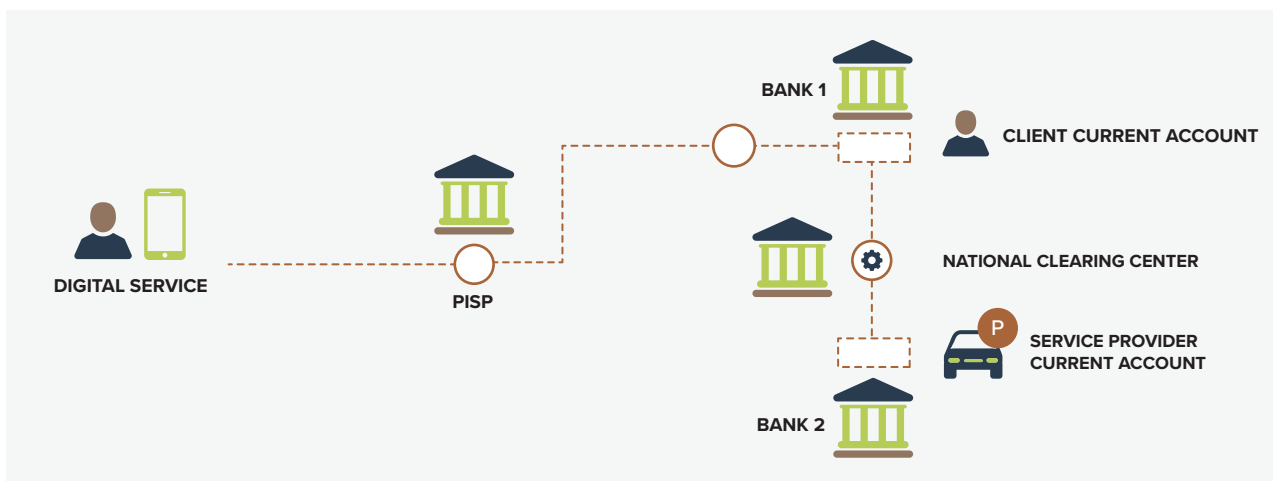 BANK 1
CLIENT CURRENT ACCOUNT
DIGITAL SERVICE
PISP
NATIONAL CLEARING CENTER
P
SERVICE PROVIDER
CURRENT ACCOUNT
BANK 2